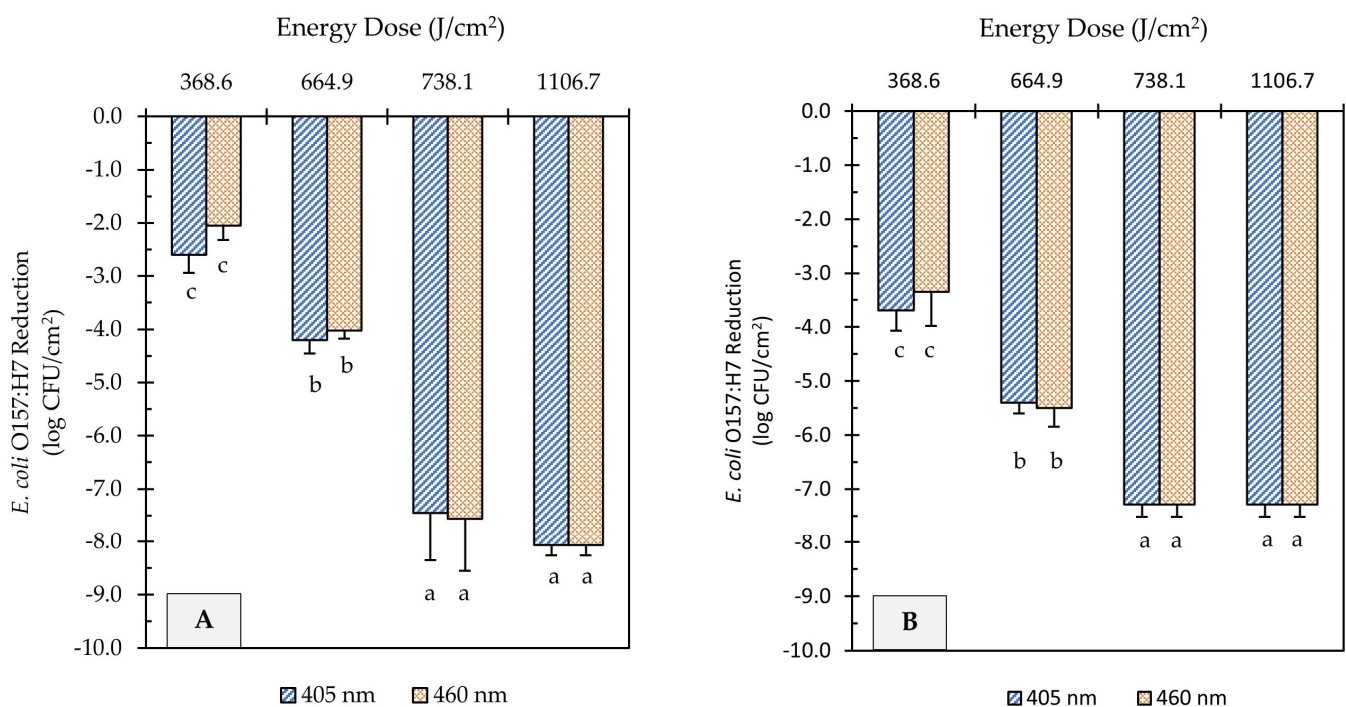 Energy Dose (J/cm²)
368.6 664.9 738.1 1106.7
0.0
-1.0
-2.0
-3.0
-4.0
-5.0
-6.0
-7.0
-8.0
-9.0
-10.0
E. coli O157:H7 Reduction
(log CFU/cm²)
c c
b b
a a
a a
A
405 nm 460 nm
Energy Dose (J/cm²)
368.6 664.9 738.1 1106.7
0.0
-1.0
-2.0
-3.0
-4.0
-5.0
-6.0
-7.0
-8.0
-9.0
-10.0
E. coli O157:H7 Reduction
(log CFU/cm²)
c c
b b
a a
a a
B
405 nm 460 nm